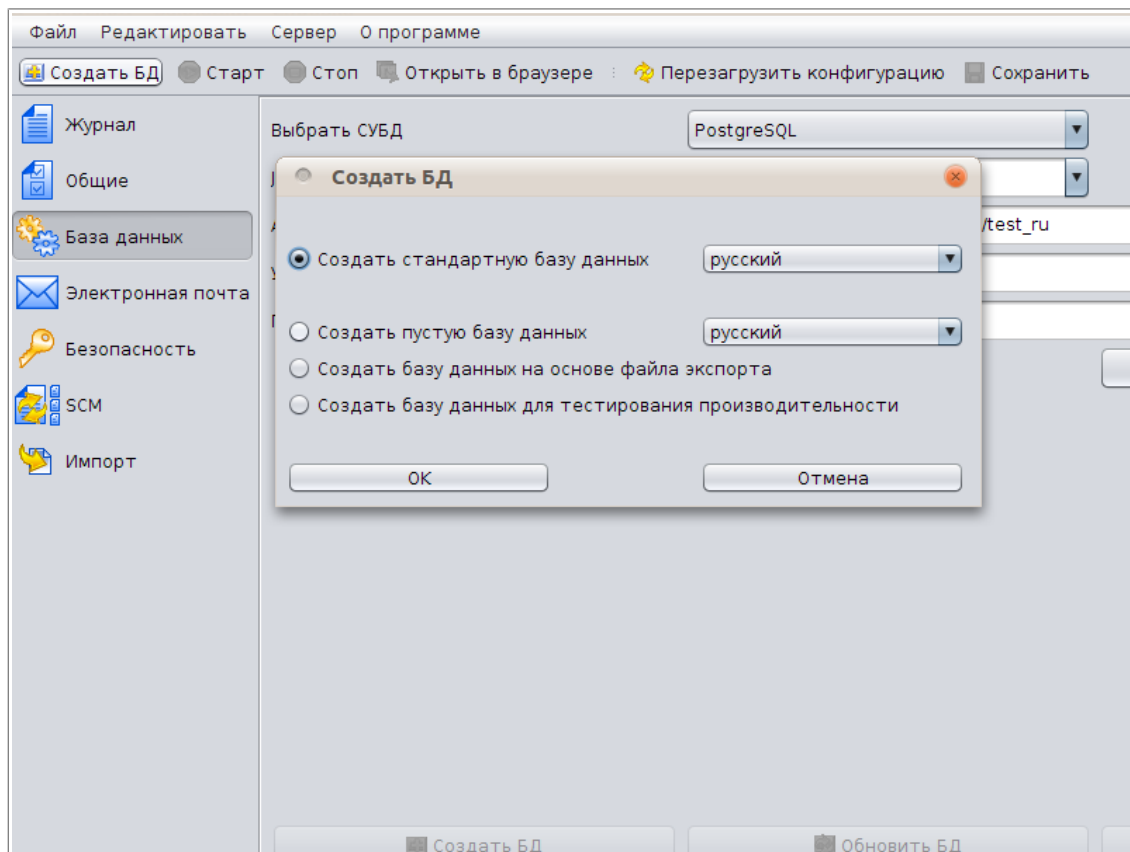 Файл Редактировать Сервер О программе
Создать БД Старт Стоп Открыть в браузере Перезагрузить конфигурацию Сохранить
Журнал
Общие
База данных
Электронная почта
Безопасность
SCM
Импорт
Выбрать СУБД PostgreSQL
/test_ru
Создать БД
Создать стандартную базу данных русский
Создать пустую базу данных русский
Создать базу данных на основе файла экспорта
Создать базу данных для тестирования производительности
OK Отмена
Создать БД Обновить БД